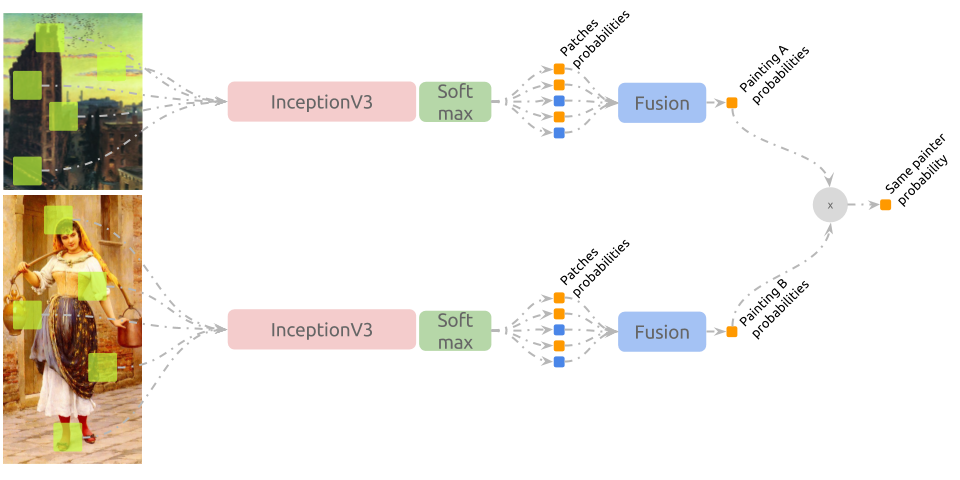 InceptionV3
Soft
max
Patches
probabilities
Fusion
Painting A
probabilities
x
Same painter
probability
InceptionV3
Soft
max
Patches
probabilities
Fusion
Painting B
probabilities